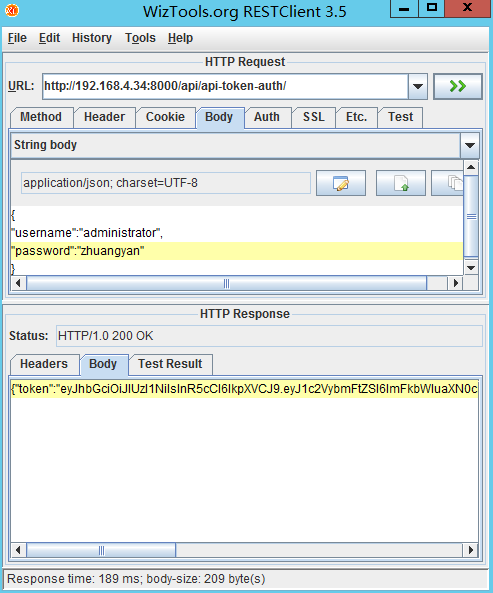 WizTools.org RESTClient 3.5
File Edit History Tools Help
HTTP Request
URL: http://192.168.4.34:8000/api/api-token-auth/
Method Header Cookie Body Auth SSL Etc. Test
String body
application/json; charset=UTF-8
{
"username":"administrator",
"password":"zhuangyan"
}
HTTP Response
Status: HTTP/1.0 200 OK
Headers Body Test Result
{"token":"eyJhbGciOiJIUzI1NiIsInR5cCI6IkpXVCJ9.eyJ1c2VybmFtZSI6ImFkbWluaXN0c
Response time: 189 ms; body-size: 209 byte(s)